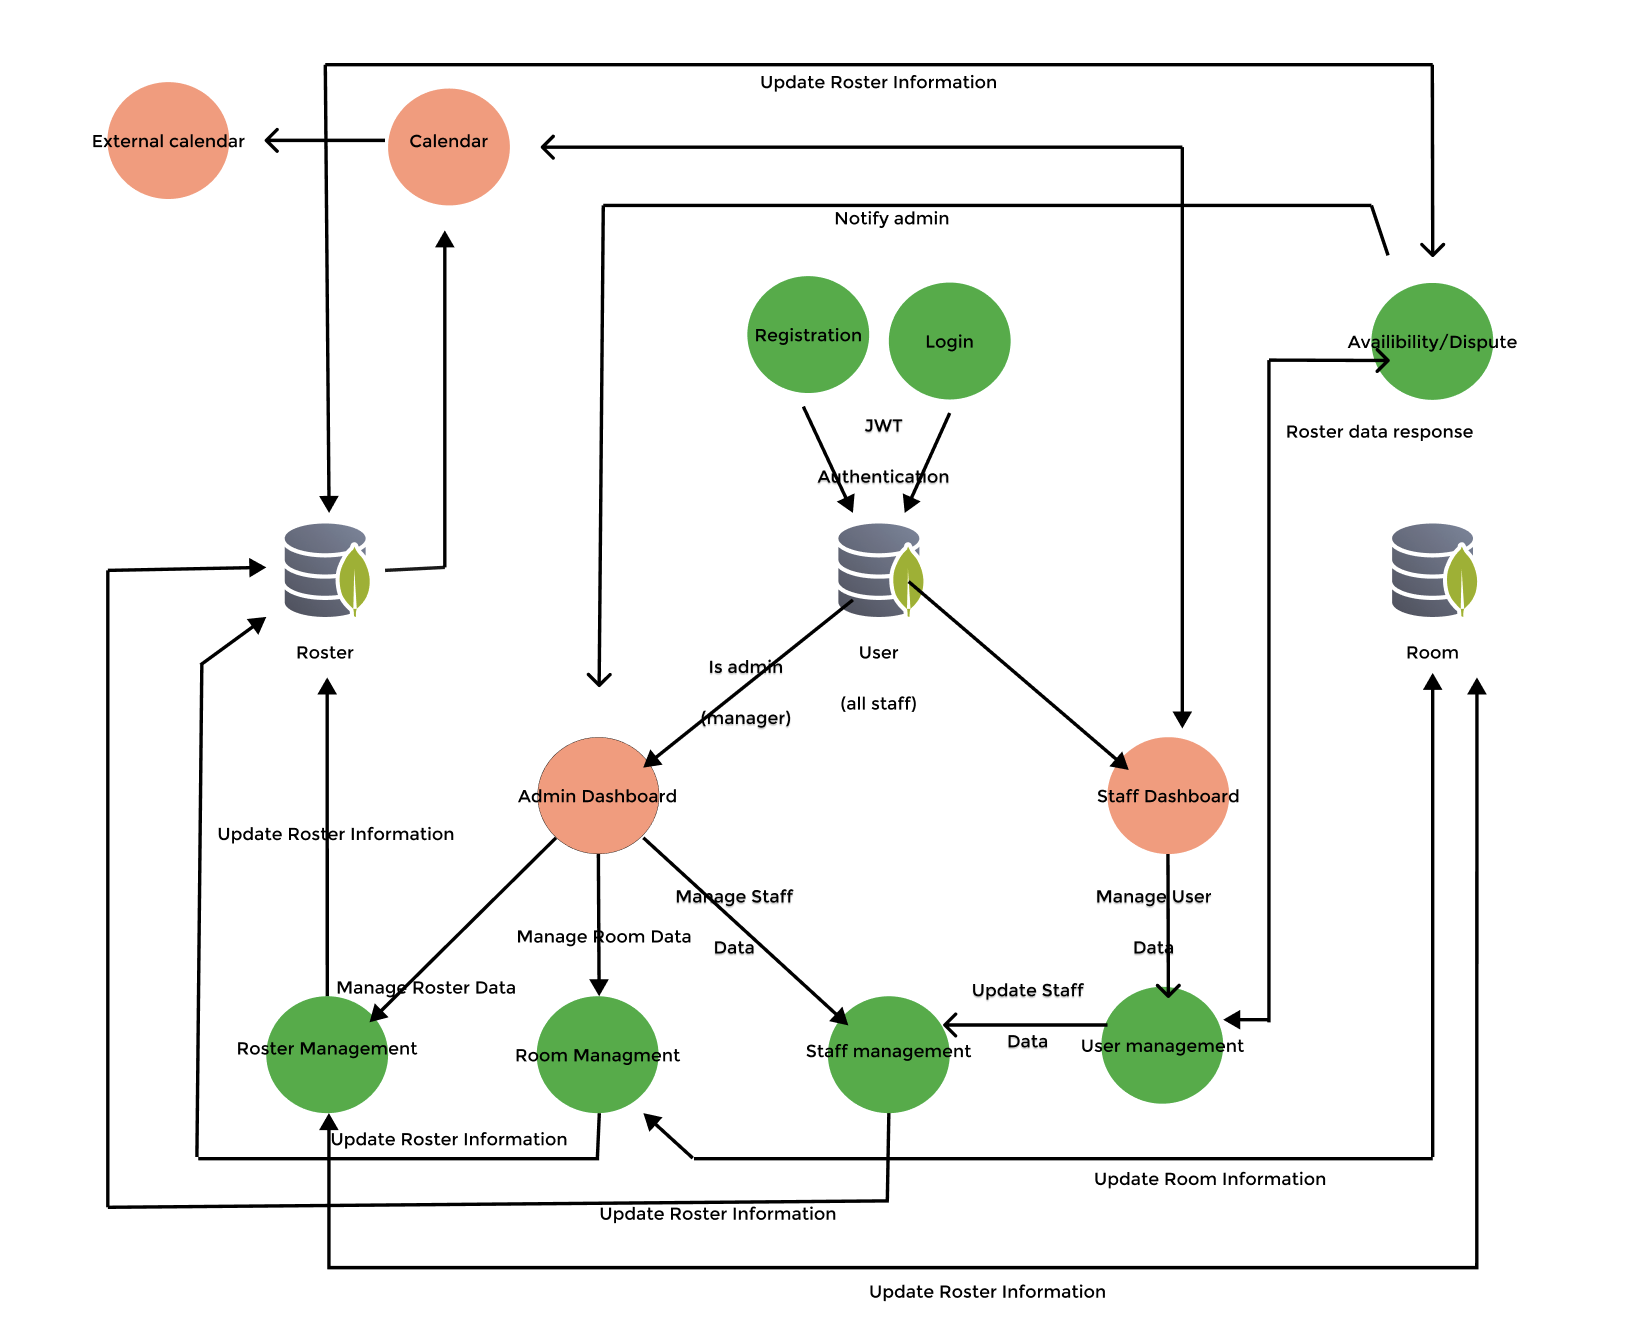 Update Roster Information
External calendar
Calendar
Notify admin
Registration
Login
Availibility/Dispute
JWT
Authentication
Roster data response
Roster
User
Room
Is admin
(manager)
(all staff)
Admin Dashboard
Staff Dashboard
Update Roster Information
Manage Staff
Data
Manage User
Data
Manage Room Data
Manage Roster Data
Update Staff
Data
Roster Management
Room Managment
Staff management
User management
Update Roster Information
Update Room Information
Update Roster Information
Update Roster Information